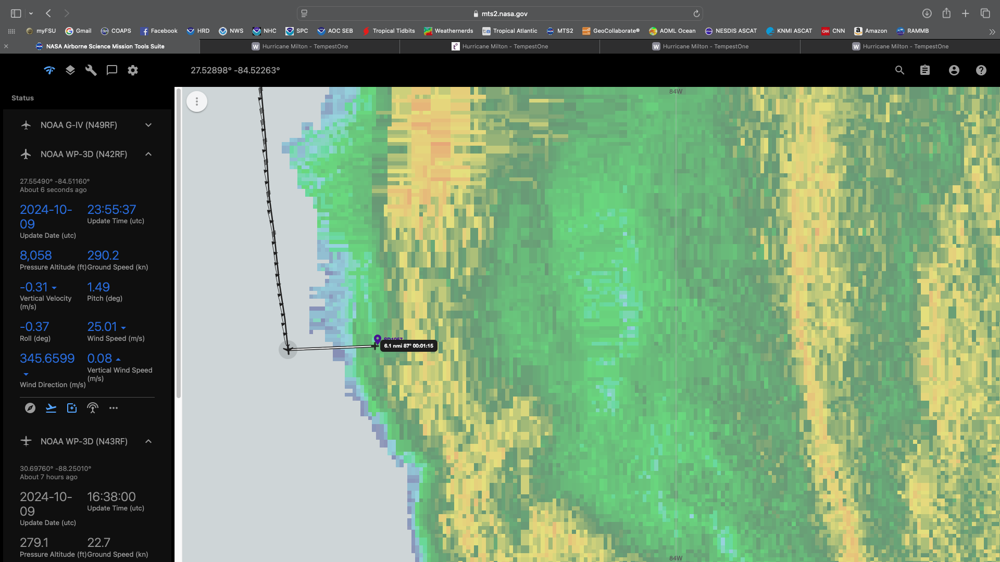 mts2.nasa.gov
myFSU Gmail COAPS Facebook HRD NWS NHC SPC AOC SEB Tropical Tidbits Weathernerds Tropical Atlantic MTS2 GeoCollaborate® AOML Ocean NESDIS ASCAT KNMI ASCAT CNN Amazon RAMMB
NASA Airborne Science Mission Tools Suite Hurricane Milton - TempestOne Hurricane Milton - TempestOne Hurricane Milton - TempestOne Hurricane Milton - TempestOne
27.52898° -84.52263°
Status
84W
NOAA G-IV (N49RF)
NOAA WP-3D (N42RF)
27.55490° -84.51160°
About 6 seconds ago
2024-10-09 23:55:37
Update Date (utc) Update Time (utc)
8,058 290.2
Pressure Altitude (ft) Ground Speed (kn)
-0.31 1.49
Vertical Velocity (m/s) Pitch (deg)
-0.37 25.01
Roll (deg) Wind Speed (m/s)
345.6599 0.08
Wind Direction (m/s) Vertical Wind Speed (m/s)
6.1 nmi 87° 00:01:15
NOAA WP-3D (N43RF)
30.69760° -88.25010°
About 7 hours ago
2024-10-09 16:38:00
Update Date (utc) Update Time (utc)
279.1 22.7
Pressure Altitude (ft) Ground Speed (kn)
84W